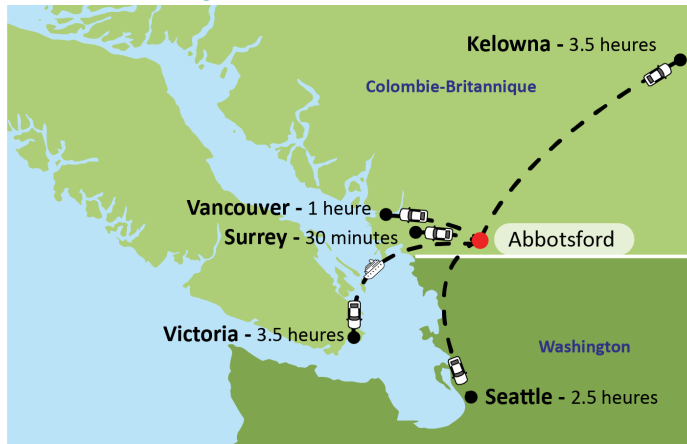 Kelowna - 3.5 heures
Colombie-Britannique
Vancouver - 1 heure
Surrey - 30 minutes
Abbotsford
Victoria - 3.5 heures
Washington
Seattle - 2.5 heures